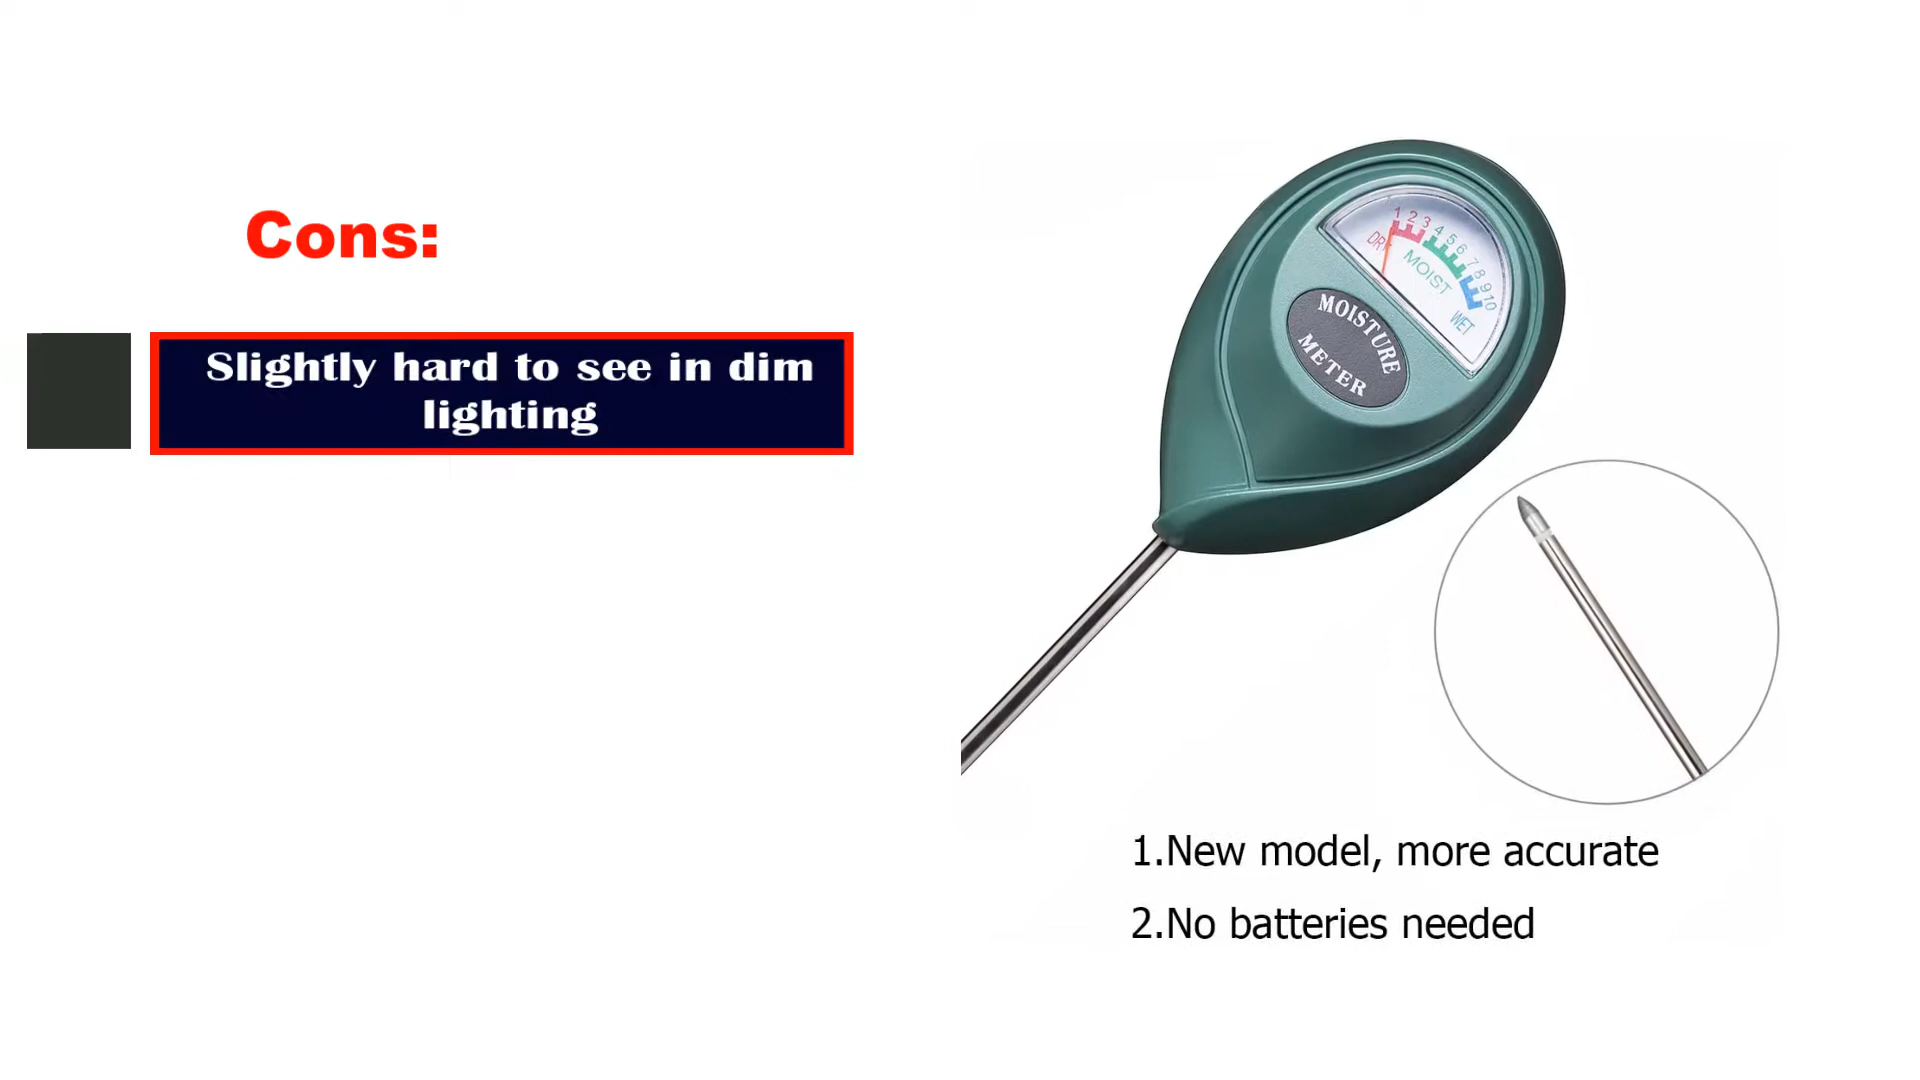 Cons:
Slightly hard to see in dim
lighting
1 2 3 4 5 6 7 8 9 10
DRY
MOIST
WET
MOISTURE
METER
1.New model, more accurate
2.No batteries needed